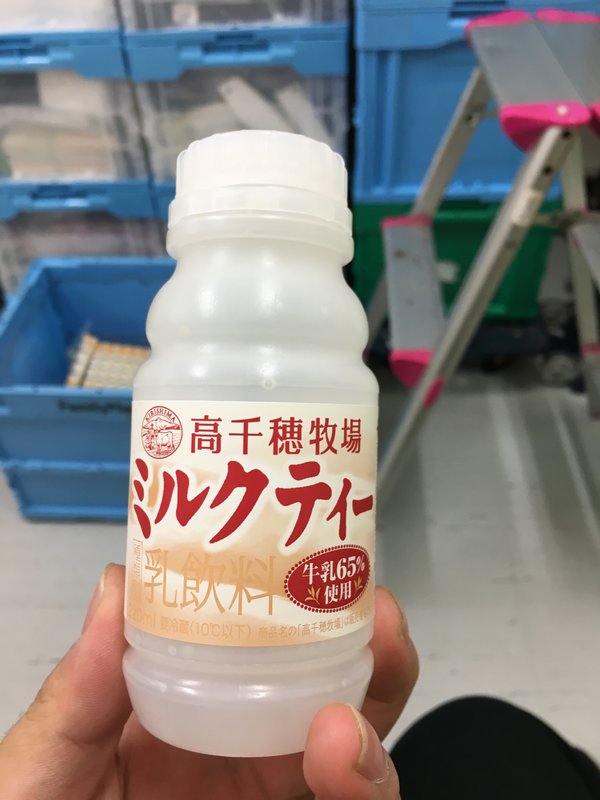 KIRISHIMA
高千穂牧場
ミルクティー
乳飲料
牛乳65%
使用
要冷蔵(10℃以下) 商品名の「高千穂牧場」は